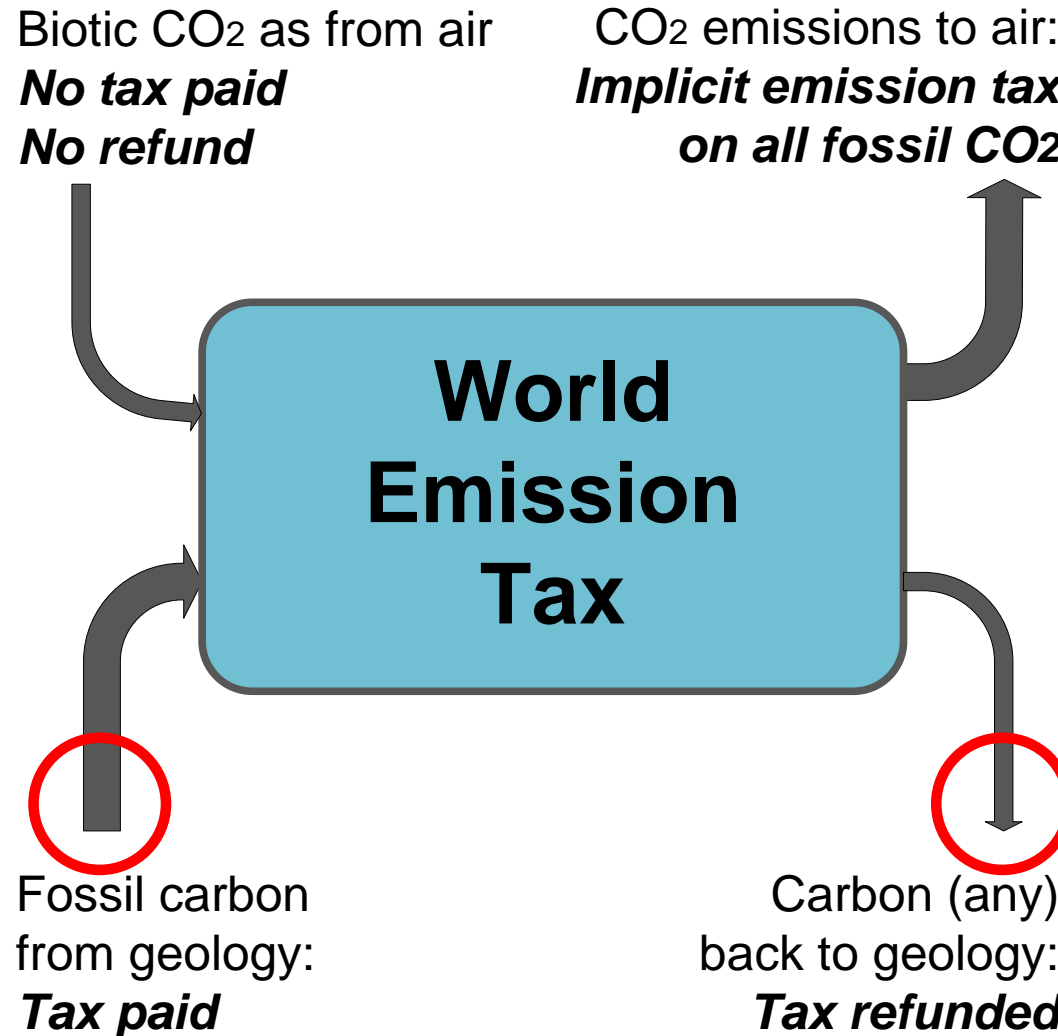 Biotic CO2 as from air
No tax paid
No refund
CO2 emissions to air:
Implicit emission tax
on all fossil CO2
World
Emission
Tax
Fossil carbon
from geology:
Tax paid
Carbon (any)
back to geology:
Tax refunded